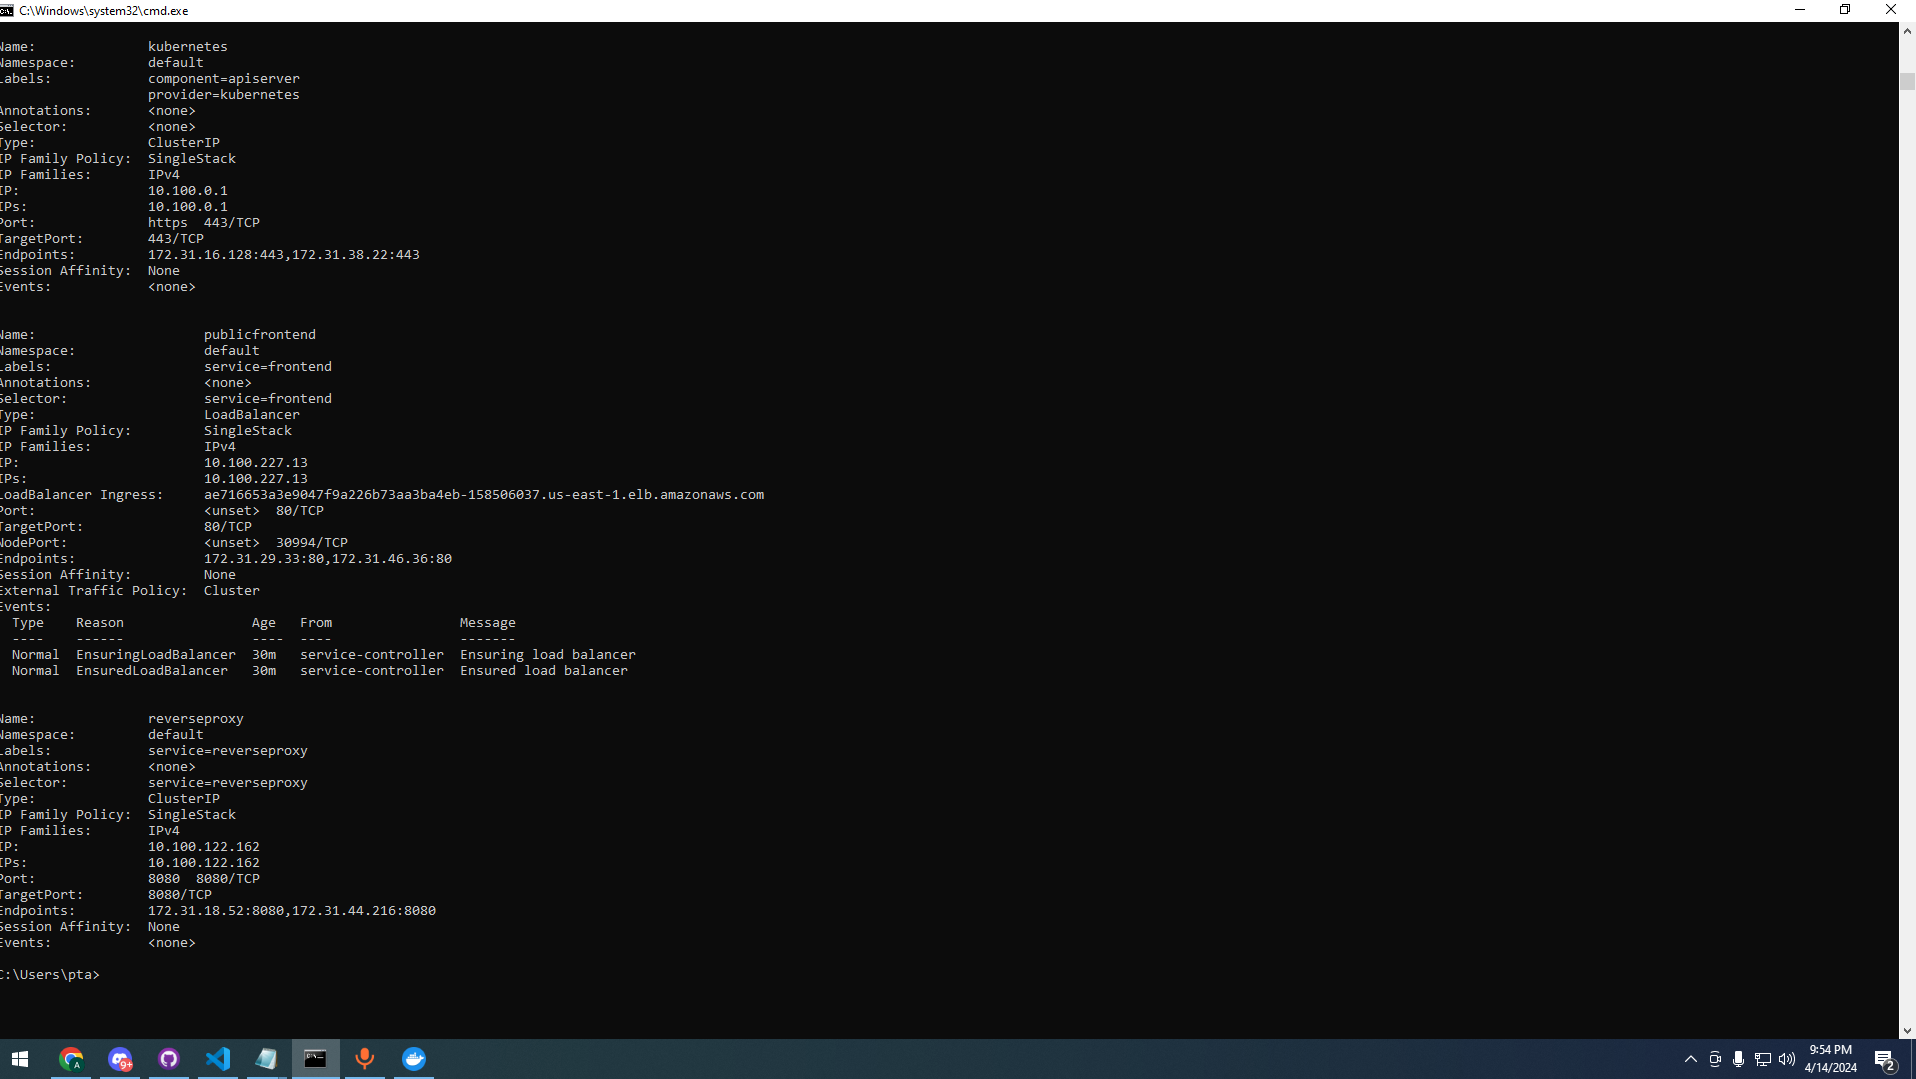 C:\Windows\system32\cmd.exe
Name: kubernetes
Namespace: default
Labels: component=apiserver
provider=kubernetes
Annotations: <none>
Selector: <none>
Type: ClusterIP
IP Family Policy: SingleStack
IP Families: IPv4
IP: 10.100.0.1
IPs: 10.100.0.1
Port: https 443/TCP
TargetPort: 443/TCP
Endpoints: 172.31.16.128:443,172.31.38.22:443
Session Affinity: None
Events: <none>
Name: publicfrontend
Namespace: default
Labels: service=frontend
Annotations: <none>
Selector: service=frontend
Type: LoadBalancer
IP Family Policy: SingleStack
IP Families: IPv4
IP: 10.100.227.13
IPs: 10.100.227.13
LoadBalancer Ingress: ae716653a3e9047f9a226b73aa3ba4eb-158506037.us-east-1.elb.amazonaws.com
Port: <unset> 80/TCP
TargetPort: 80/TCP
NodePort: <unset> 30994/TCP
Endpoints: 172.31.29.33:80,172.31.46.36:80
Session Affinity: None
External Traffic Policy: Cluster
Events:
Type Reason Age From Message
---- ------ ---- ---- -------
Normal EnsuringLoadBalancer 30m service-controller Ensuring load balancer
Normal EnsuredLoadBalancer 30m service-controller Ensured load balancer
Name: reverseproxy
Namespace: default
Labels: service=reverseproxy
Annotations: <none>
Selector: service=reverseproxy
Type: ClusterIP
IP Family Policy: SingleStack
IP Families: IPv4
IP: 10.100.122.162
IPs: 10.100.122.162
Port: 8080 8080/TCP
TargetPort: 8080/TCP
Endpoints: 172.31.18.52:8080,172.31.44.216:8080
Session Affinity: None
Events: <none>
C:\Users\pta>
A
9+
9:54 PM
4/14/2024
2